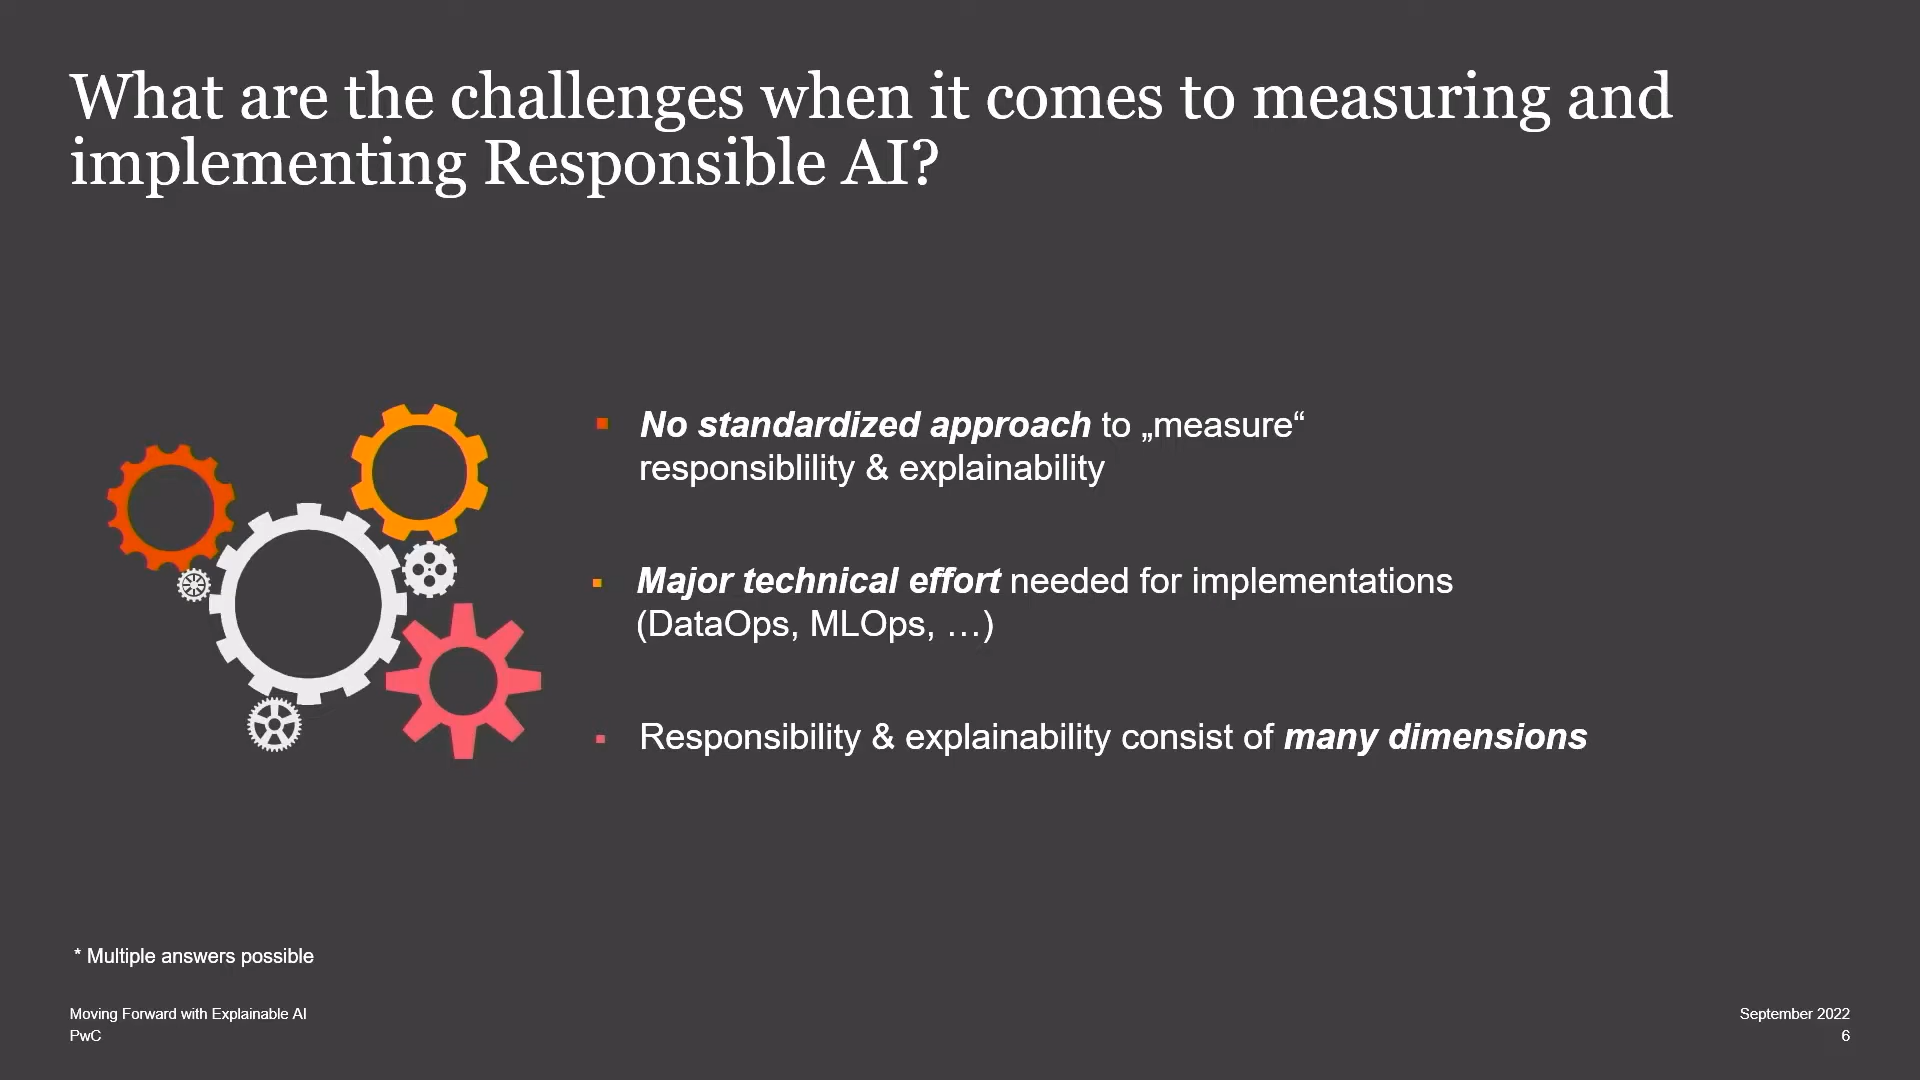 What are the challenges when it comes to measuring and
implementing Responsible AI?
No standardized approach to „measure“
responsiblility & explainability
Major technical effort needed for implementations
(DataOps, MLOps, …)
Responsibility & explainability consist of many dimensions
* Multiple answers possible
Moving Forward with Explainable AI
PwC
September 2022
6